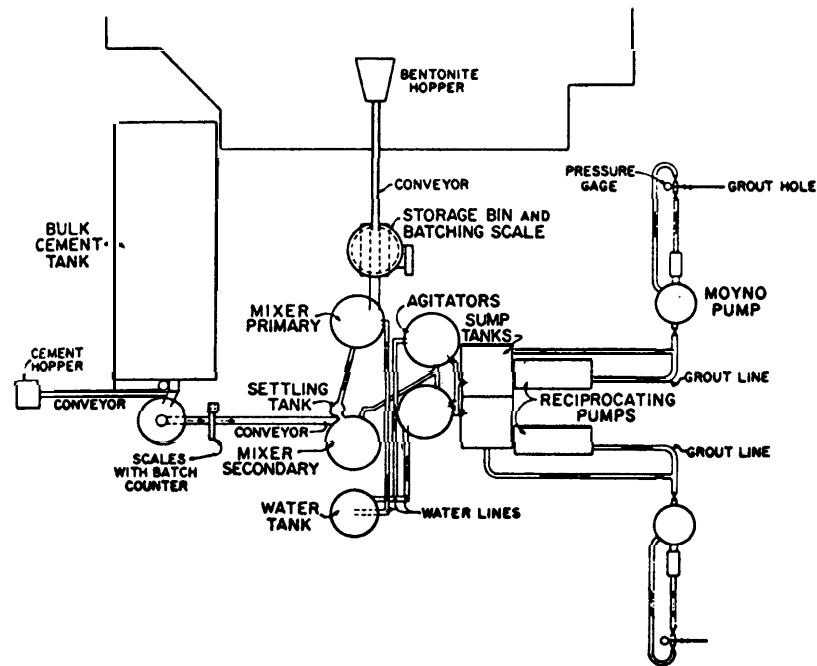 BENTONITE
HOPPER
CONVEYOR
PRESSURE
GAGE
GROUT HOLE
STORAGE BIN AND
BATCHING SCALE
BULK
CEMENT
TANK
MIXER
PRIMARY
AGITATORS
SUMP
TANKS
MOYNO
PUMP
CEMENT
HOPPER
CONVEYOR
SETTLING
TANK
GROUT LINE
RECIPROCATING
PUMPS
CONVEYOR
MIXER
SECONDARY
GROUT LINE
SCALES
WITH BATCH
COUNTER
WATER
TANK
WATER LINES